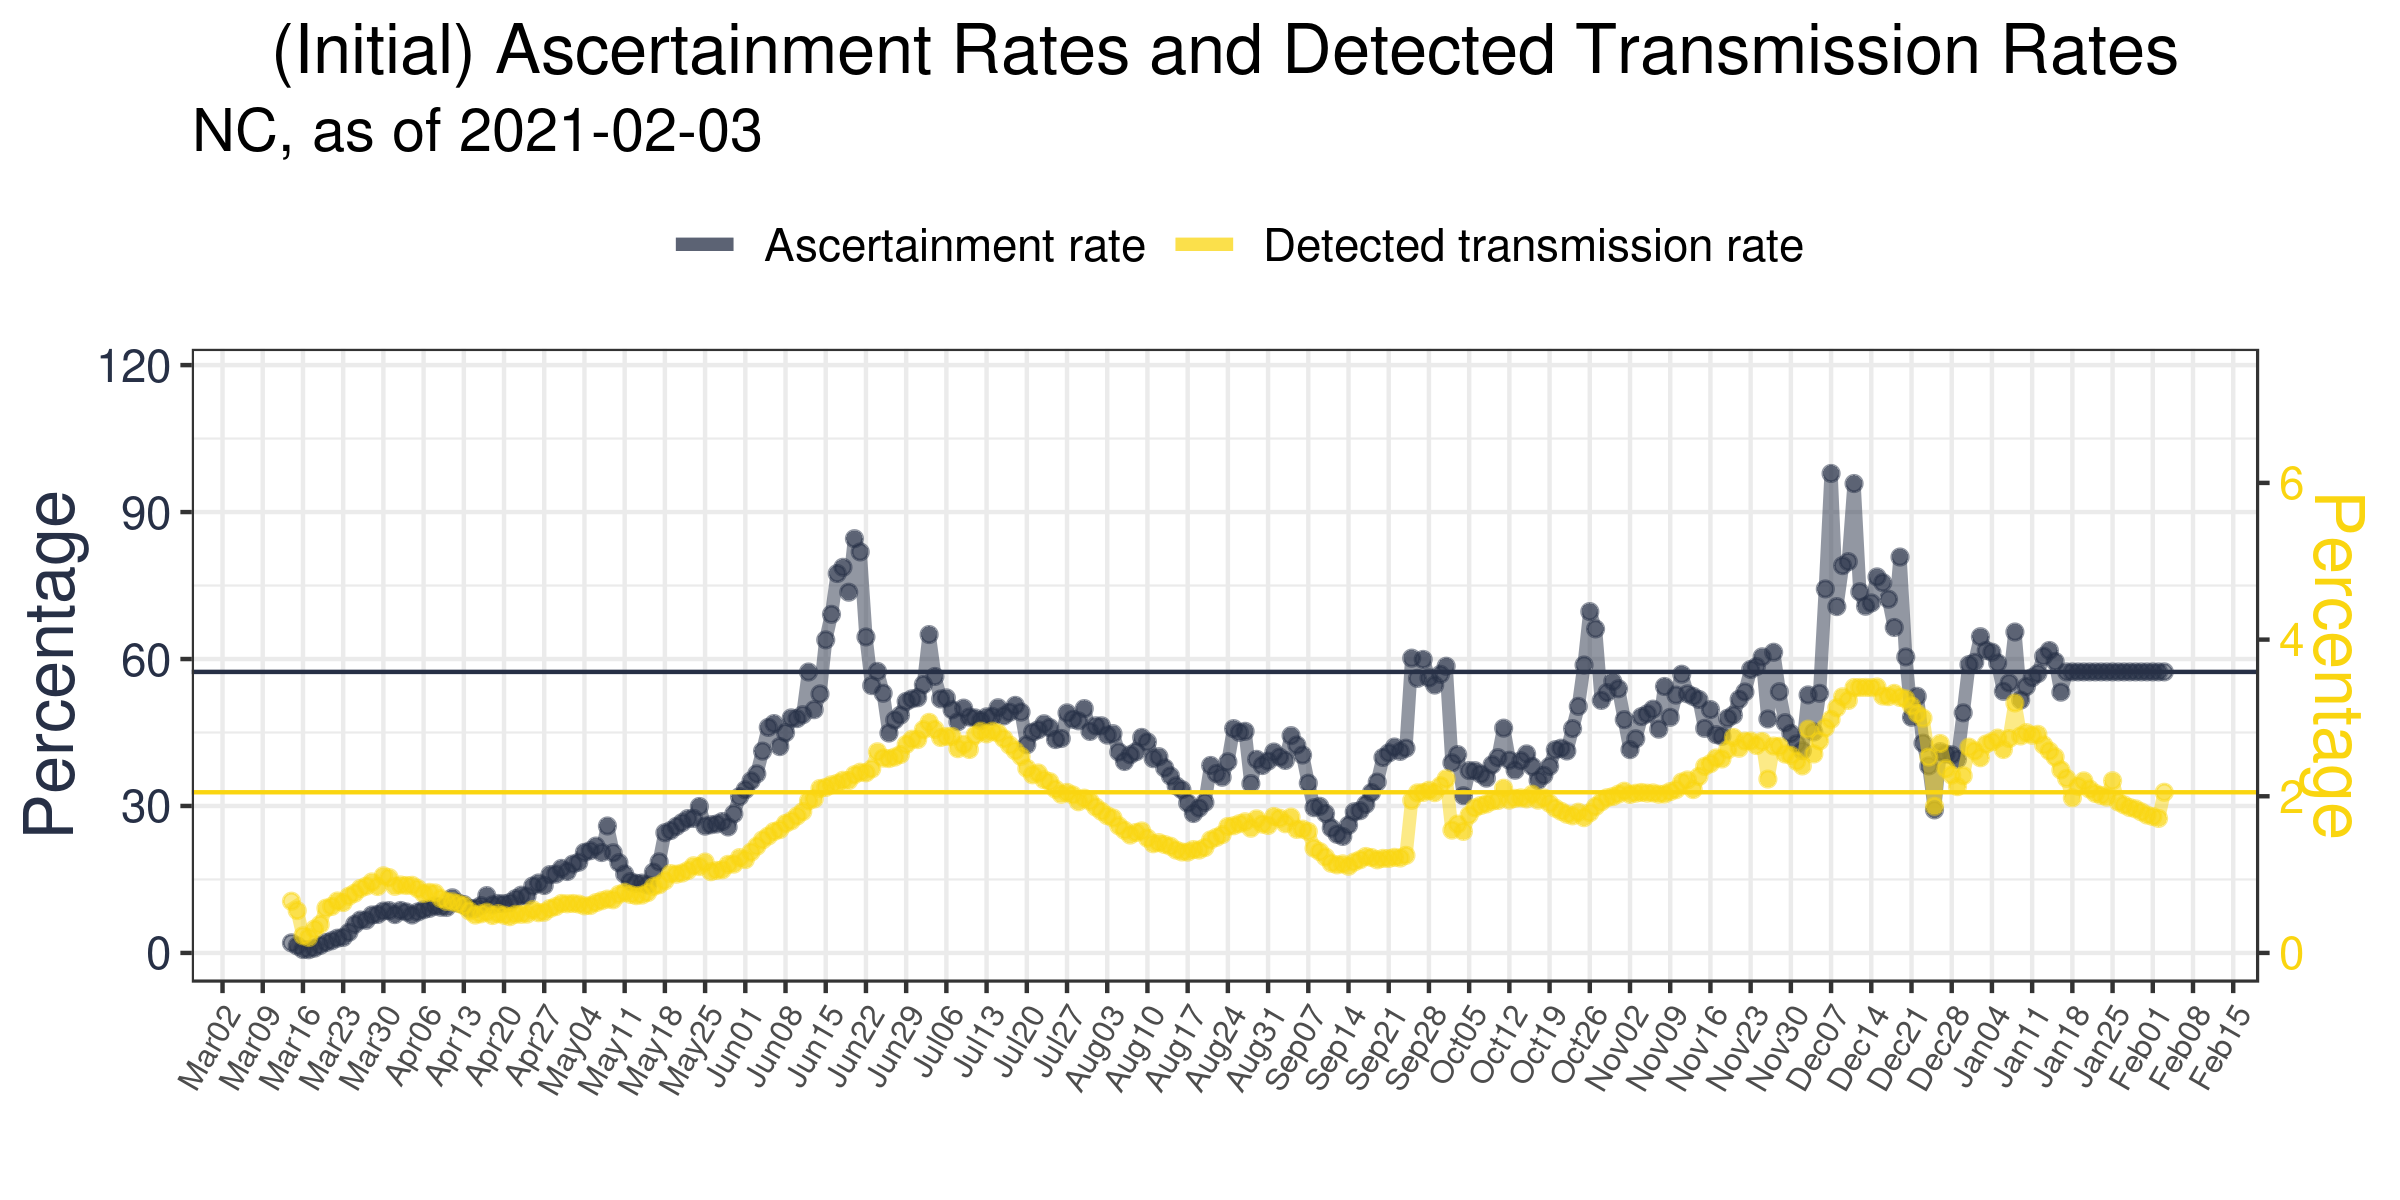 (Initial) Ascertainment Rates and Detected Transmission Rates
NC, as of 2021-02-03
Ascertainment rate
Detected transmission rate
Percentage
120
90
60
30
0
6
4
2
0
Percentage
Mar02
Mar09
Mar16
Mar23
Mar30
Apr06
Apr13
Apr20
Apr27
May04
May11
May18
May25
Jun01
Jun08
Jun15
Jun22
Jun29
Jul06
Jul13
Jul20
Jul27
Aug03
Aug10
Aug17
Aug24
Aug31
Sep07
Sep14
Sep21
Sep28
Oct05
Oct12
Oct19
Oct26
Nov02
Nov09
Nov16
Nov23
Nov30
Dec07
Dec14
Dec21
Dec28
Jan04
Jan11
Jan18
Jan25
Feb01
Feb08
Feb15